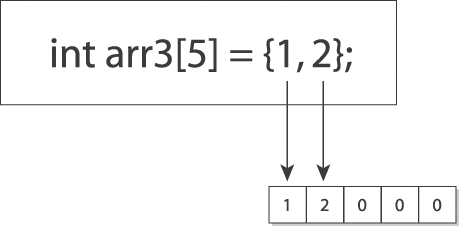 int arr3[5] = {1, 2};
1 2 0 0 0